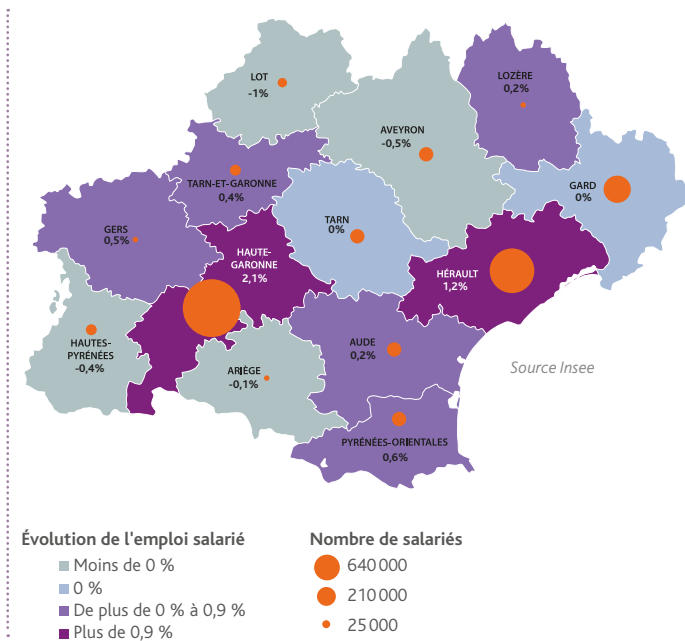 LOT
-1%
LOZÈRE
0,2%
AVEYRON
-0,5%
TARN-ET-GARONNE
0,4%
GARD
0%
GERS
0,5%
TARN
0%
HAUTE-
GARONNE
2,1%
HÉRAULT
1,2%
HAUTES-
PYRÉNÉES
-0,4%
ARIÈGE
-0,1%
AUDE
0,2%
Source Insee
PYRÉNÉES-ORIENTALES
0,6%
Évolution de l'emploi salarié
Moins de 0 %
0 %
De plus de 0 % à 0,9 %
Plus de 0,9 %
Nombre de salariés
640 000
210 000
25 000